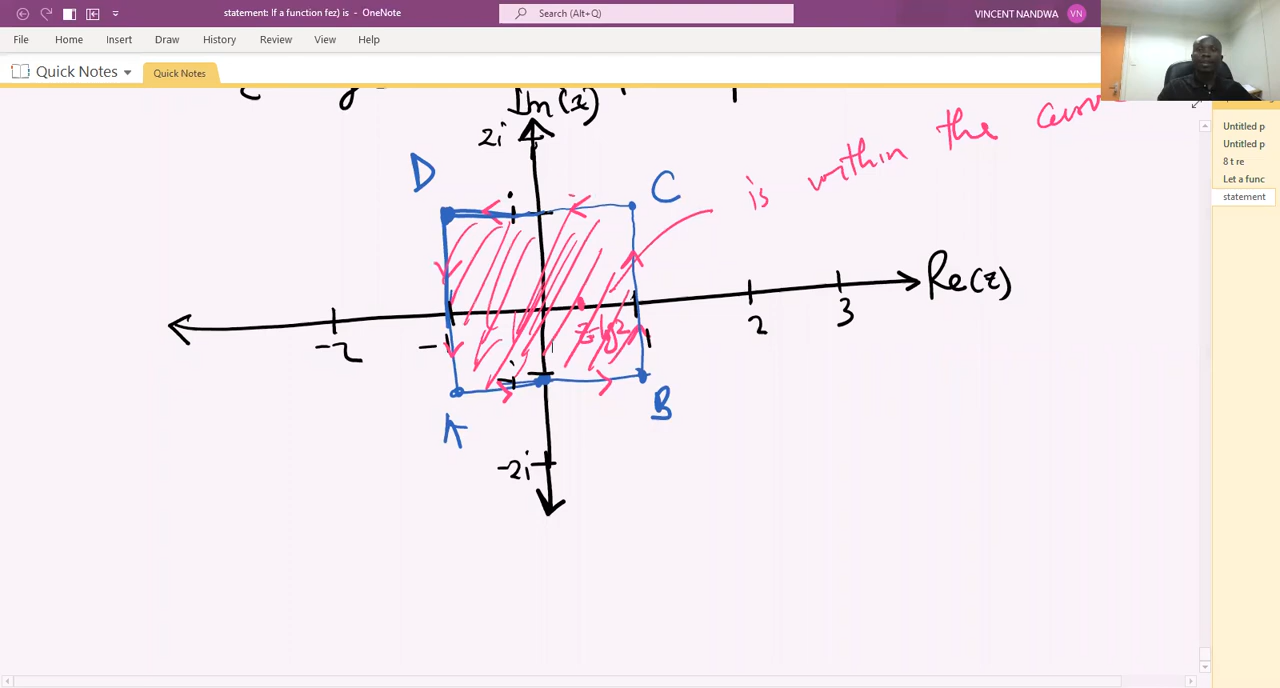 statement: If a function fez) is - OneNote
Search (Alt+Q)
VINCENT NANDWA VN
File Home Insert Draw History Review View Help
Quick Notes
Quick Notes
Untitled p
Untitled p
8 t re
Let a func
statement
Im(z)
is within the
2i
D
C
i
Re(z)
-2
-1
1
2
3
-i
A
B
-2i